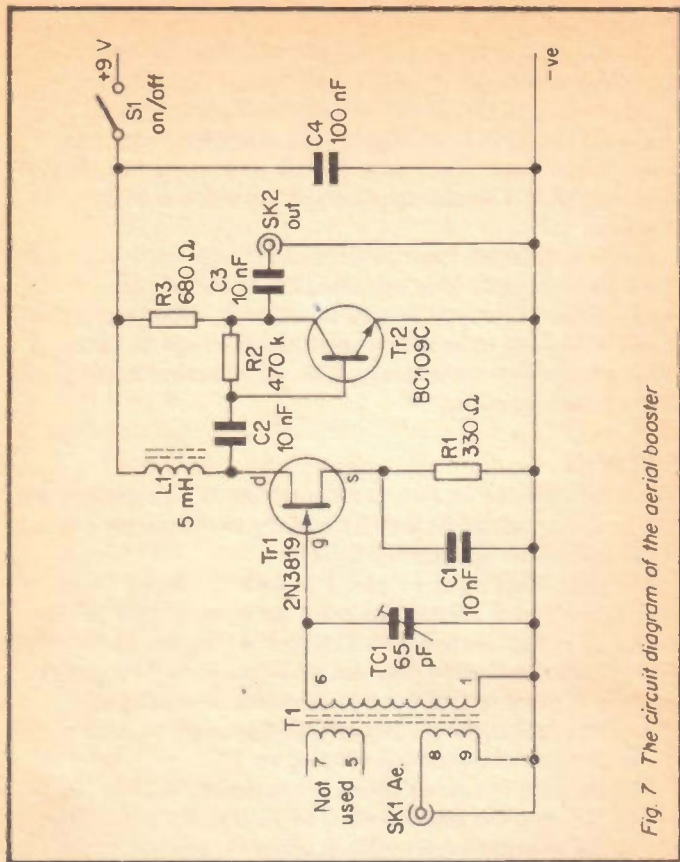 +9 V
S1
on/off
L1
5 mH
R3
680 Ω
R2
470 k
C2
10 nF
C3
10 nF
SK2
out
C4
100 nF
Tr1
2N3819
d
g
s
Tr2
BC109C
T1
Not
used
7
5
6
1
8
9
SK1 Ae.
TC1
65
pF
C1
10 nF
R1
330 Ω
-ve
Fig. 7 The circuit diagram of the aerial booster